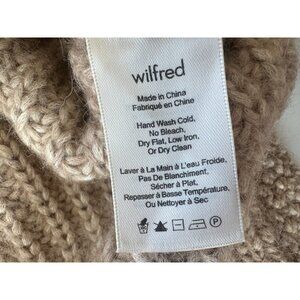 wilfred
Made in China
Fabriqué en Chine
Hand Wash Cold,
No Bleach,
Dry Flat, Low Iron,
Or Dry Clean
Laver à La Main à L'eau Froide,
Pas De Blanchiment,
Sécher à Plat,
Repasser à Basse Température,
Ou Nettoyer à Sec
P